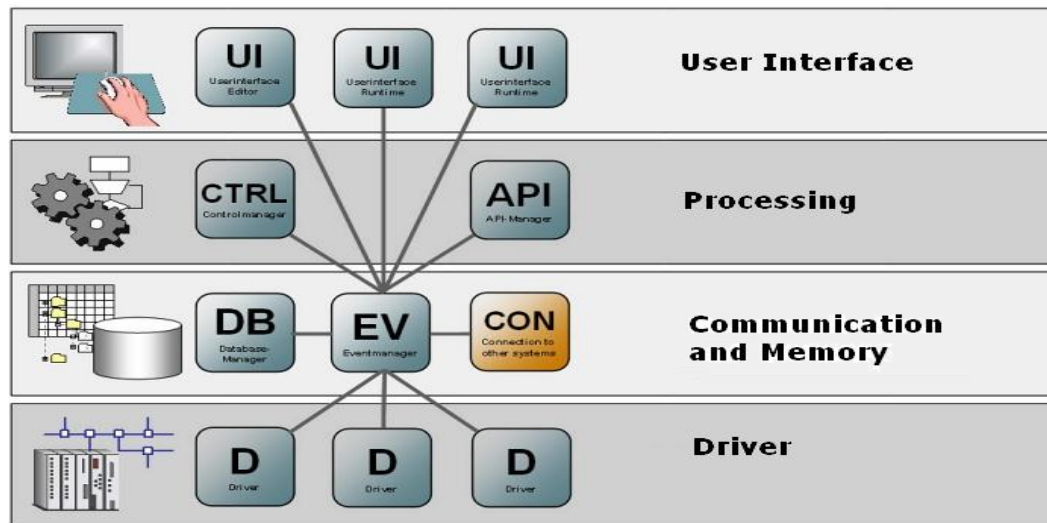 UI
Userinterface
Editor
UI
Userinterface
Runtime
UI
Userinterface
Runtime
User Interface
CTRL
Controlmanager
API
API-Manager
Processing
DB
Database-
Manager
EV
Eventmanager
CON
Connection to
other systems
Communication
and Memory
D
Driver
D
Driver
D
Driver
Driver